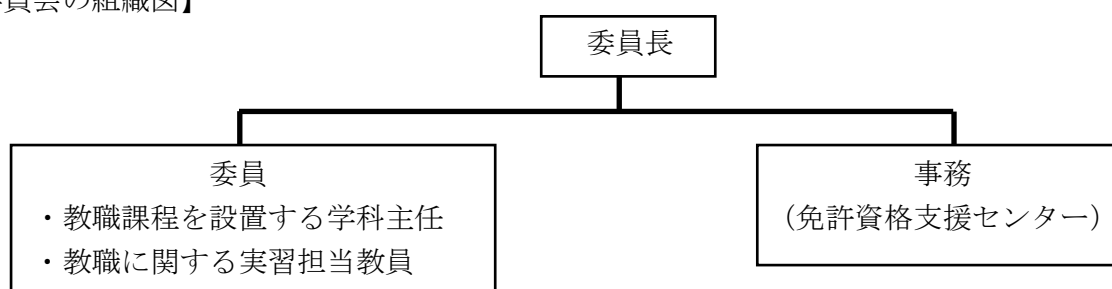 員会の組織図】
委員長
委員
・教職課程を設置する学科主任
・教職に関する実習担当教員
事務
（免許資格支援センター）